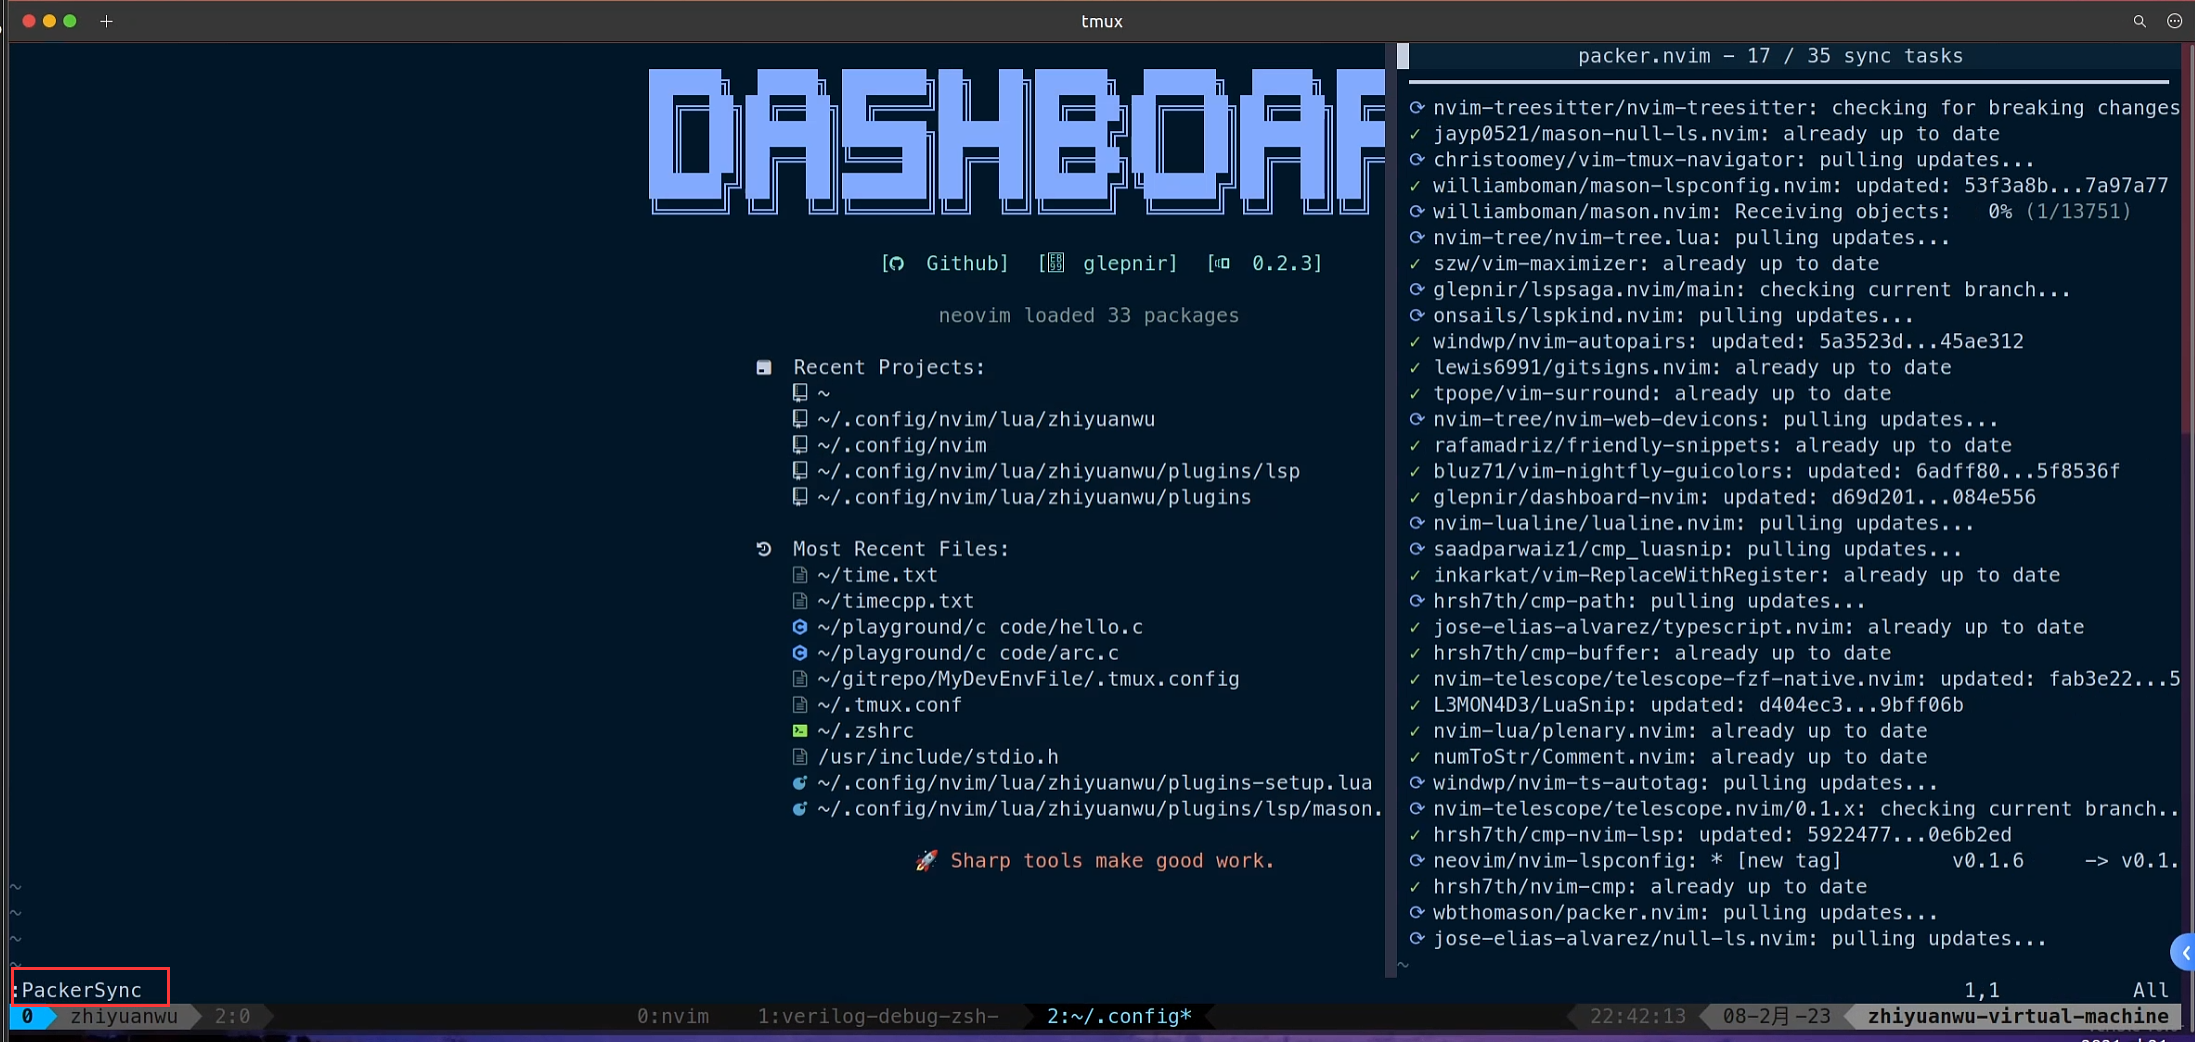 tmux
DASHBOAR
[ Github] [ glepnir] [ 0.2.3]
neovim loaded 33 packages
Recent Projects:
~
~/.config/nvim/lua/zhiyuanwu
~/.config/nvim
~/.config/nvim/lua/zhiyuanwu/plugins/lsp
~/.config/nvim/lua/zhiyuanwu/plugins
Most Recent Files:
~/time.txt
~/timecpp.txt
~/playground/c code/hello.c
~/playground/c code/arc.c
~/gitrepo/MyDevEnvFile/.tmux.config
~/.tmux.conf
~/.zshrc
/usr/include/stdio.h
~/.config/nvim/lua/zhiyuanwu/plugins-setup.lua
~/.config/nvim/lua/zhiyuanwu/plugins/lsp/mason.
🚀 Sharp tools make good work.
~
~
~
~
packer.nvim - 17 / 35 sync tasks
⟳ nvim-treesitter/nvim-treesitter: checking for breaking changes
✓ jayp0521/mason-null-ls.nvim: already up to date
⟳ christoomey/vim-tmux-navigator: pulling updates...
✓ williamboman/mason-lspconfig.nvim: updated: 53f3a8b...7a97a77
⟳ williamboman/mason.nvim: Receiving objects:   0% (1/13751)
⟳ nvim-tree/nvim-tree.lua: pulling updates...
✓ szw/vim-maximizer: already up to date
⟳ glepnir/lspsaga.nvim/main: checking current branch...
⟳ onsails/lspkind.nvim: pulling updates...
✓ windwp/nvim-autopairs: updated: 5a3523d...45ae312
✓ lewis6991/gitsigns.nvim: already up to date
✓ tpope/vim-surround: already up to date
⟳ nvim-tree/nvim-web-devicons: pulling updates...
✓ rafamadriz/friendly-snippets: already up to date
✓ bluz71/vim-nightfly-guicolors: updated: 6adff80...5f8536f
✓ glepnir/dashboard-nvim: updated: d69d201...084e556
⟳ nvim-lualine/lualine.nvim: pulling updates...
⟳ saadparwaiz1/cmp_luasnip: pulling updates...
✓ inkarkat/vim-ReplaceWithRegister: already up to date
⟳ hrsh7th/cmp-path: pulling updates...
✓ jose-elias-alvarez/typescript.nvim: already up to date
✓ hrsh7th/cmp-buffer: already up to date
✓ nvim-telescope/telescope-fzf-native.nvim: updated: fab3e22...5
✓ L3MON4D3/LuaSnip: updated: d404ec3...9bff06b
✓ nvim-lua/plenary.nvim: already up to date
✓ numToStr/Comment.nvim: already up to date
⟳ windwp/nvim-ts-autotag: pulling updates...
⟳ nvim-telescope/telescope.nvim/0.1.x: checking current branch..
✓ hrsh7th/cmp-nvim-lsp: updated: 5922477...0e6b2ed
⟳ neovim/nvim-lspconfig: * [new tag]         v0.1.6     -> v0.1.
✓ hrsh7th/nvim-cmp: already up to date
⟳ wbthomason/packer.nvim: pulling updates...
⟳ jose-elias-alvarez/null-ls.nvim: pulling updates...
~
:PackerSync
1,1 All
0 zhiyuanwu 2:0 0:nvim 1:verilog-debug-zsh- 2:~/.config* 22:42:13 08-2月-23 zhiyuanwu-virtual-machine